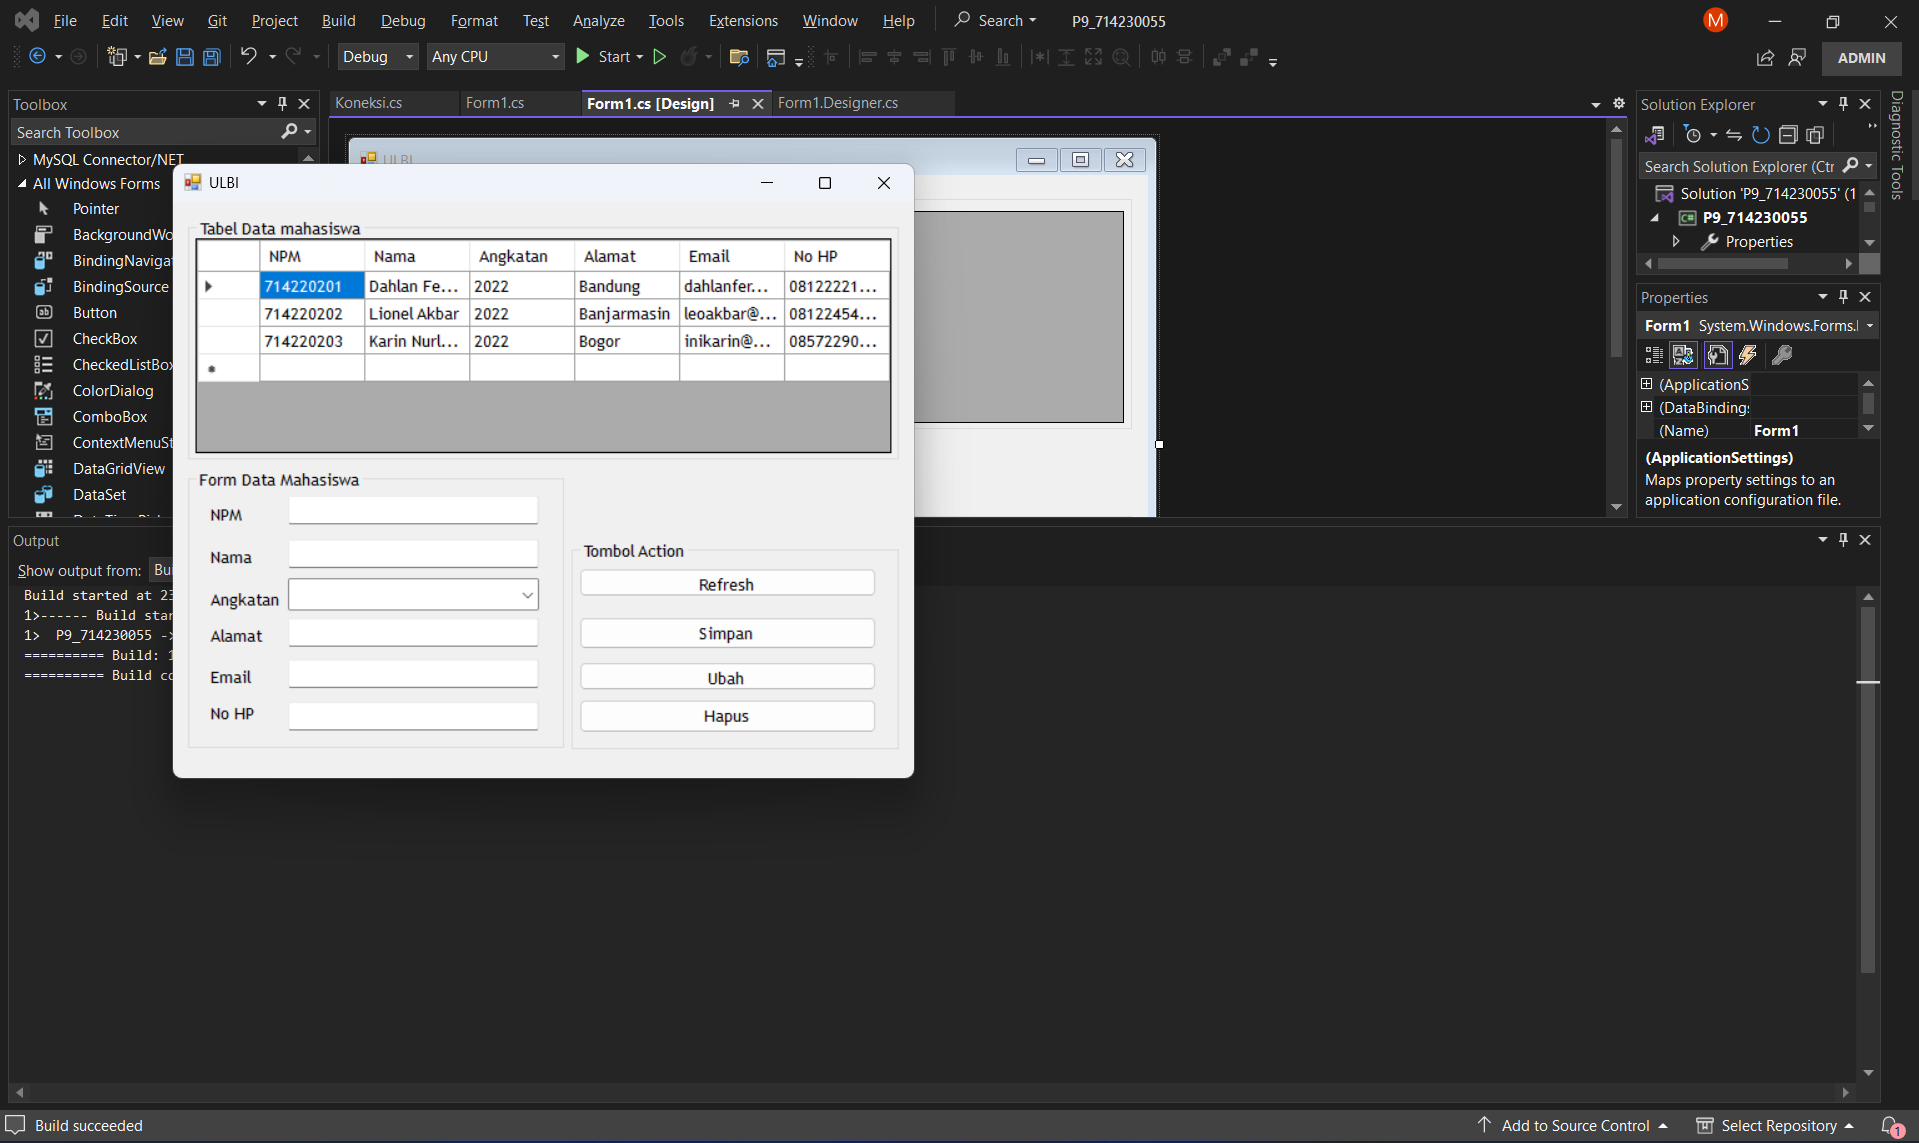 File Edit View Git Project Build Debug Format Test Analyze Tools Extensions Window Help Search P9_714230055 M
Debug Any CPU Start ADMIN
Toolbox
Search Toolbox
MySQL Connector/NET
All Windows Forms
Pointer
BackgroundWo
BindingNaviga
BindingSource
Button
CheckBox
CheckedListBox
ColorDialog
ComboBox
ContextMenuSt
DataGridView
DataSet
Koneksi.cs Form1.cs Form1.cs [Design] Form1.Designer.cs
ULBI
ULBI
Tabel Data mahasiswa
NPM Nama Angkatan Alamat Email No HP
714220201 Dahlan Fe... 2022 Bandung dahlanfer... 08122221...
714220202 Lionel Akbar 2022 Banjarmasin leoakbar@... 08122454...
714220203 Karin Nurl... 2022 Bogor inikarin@... 08572290...
Form Data Mahasiswa
NPM
Nama
Angkatan
Alamat
Email
No HP
Tombol Action
Refresh
Simpan
Ubah
Hapus
Solution Explorer
Search Solution Explorer (Ctr
Solution 'P9_714230055' (1
P9_714230055
Properties
Properties
Form1 System.Windows.Forms.
(ApplicationS
(DataBindings
(Name) Form1
(ApplicationSettings)
Maps property settings to an
application configuration file.
Diagnostic Tools
Output
Show output from: Bu
Build started at 23
1>------ Build star
1> P9_714230055 ->
========== Build: 1
========== Build co
Build succeeded Add to Source Control Select Repository 1